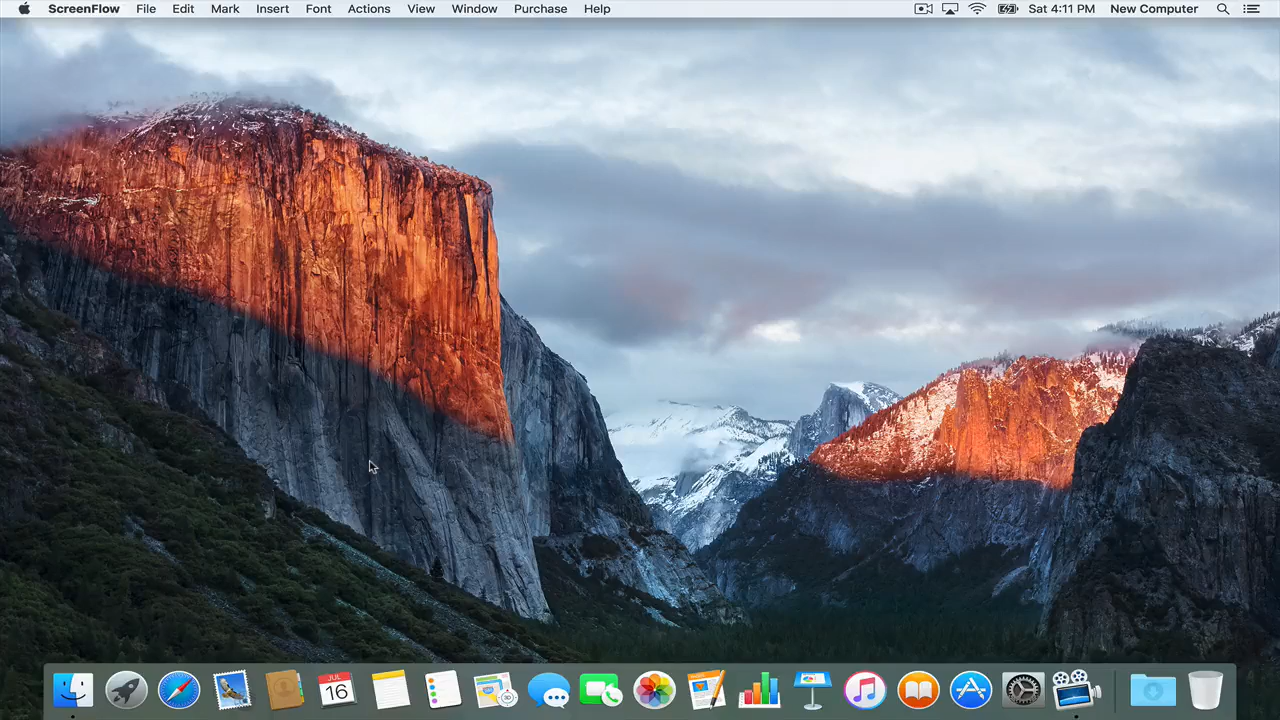 ScreenFlow File Edit Mark Insert Font Actions View Window Purchase Help Sat 4:11 PM New Computer
JUL
16